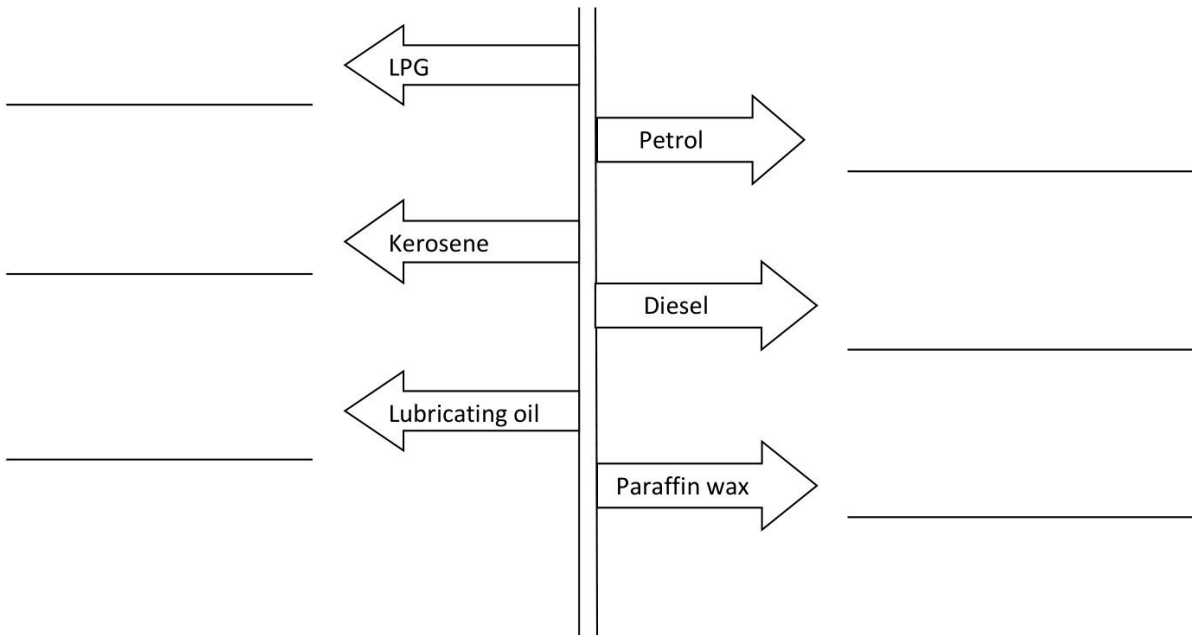 LPG
Petrol
Kerosene
Diesel
Lubricating oil
Paraffin wax